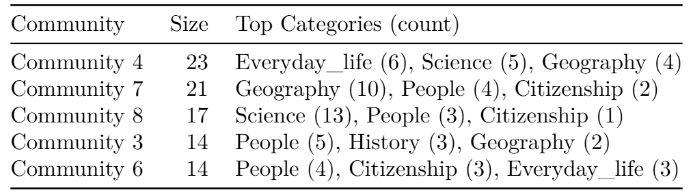 Community Size Top Categories (count)
Community 4 23 Everyday_life (6), Science (5), Geography (4)
Community 7 21 Geography (10), People (4), Citizenship (2)
Community 8 17 Science (13), People (3), Citizenship (1)
Community 3 14 People (5), History (3), Geography (2)
Community 6 14 People (4), Citizenship (3), Everyday_life (3)